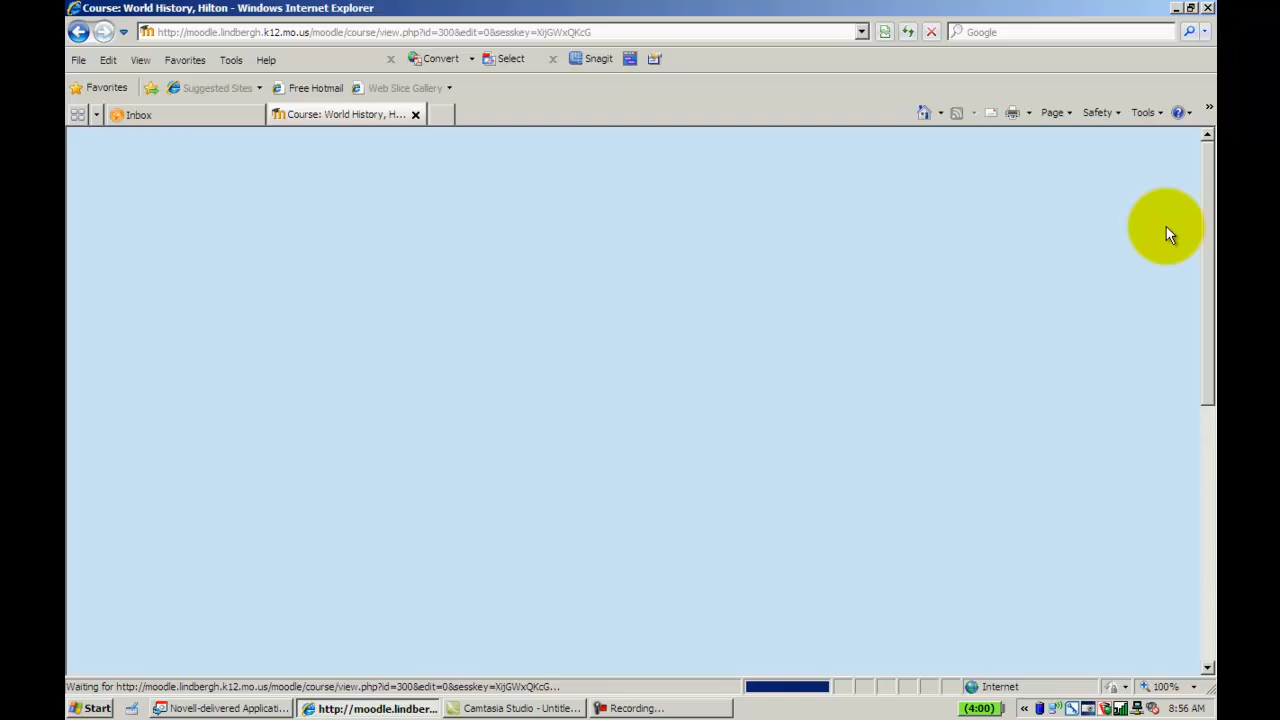 Course: World History, Hilton - Windows Internet Explorer
http://moodle.lindbergh.k12.mo.us/moodle/course/view.php?id=300&edit=0&sesskey=XijGWxQKcG
Google
File Edit View Favorites Tools Help
x Convert Select x Snagit
Favorites Suggested Sites Free Hotmail Web Slice Gallery
Inbox
Course: World History, H...
Page Safety Tools
Waiting for http://moodle.lindbergh.k12.mo.us/moodle/course/view.php?id=300&edit=0&sesskey=XijGWxQKcG...
Internet
100%
Start
Novell-delivered Applicati...
http://moodle.lindber...
Camtasia Studio - Untitle...
Recording...
(4:00)
8:56 AM